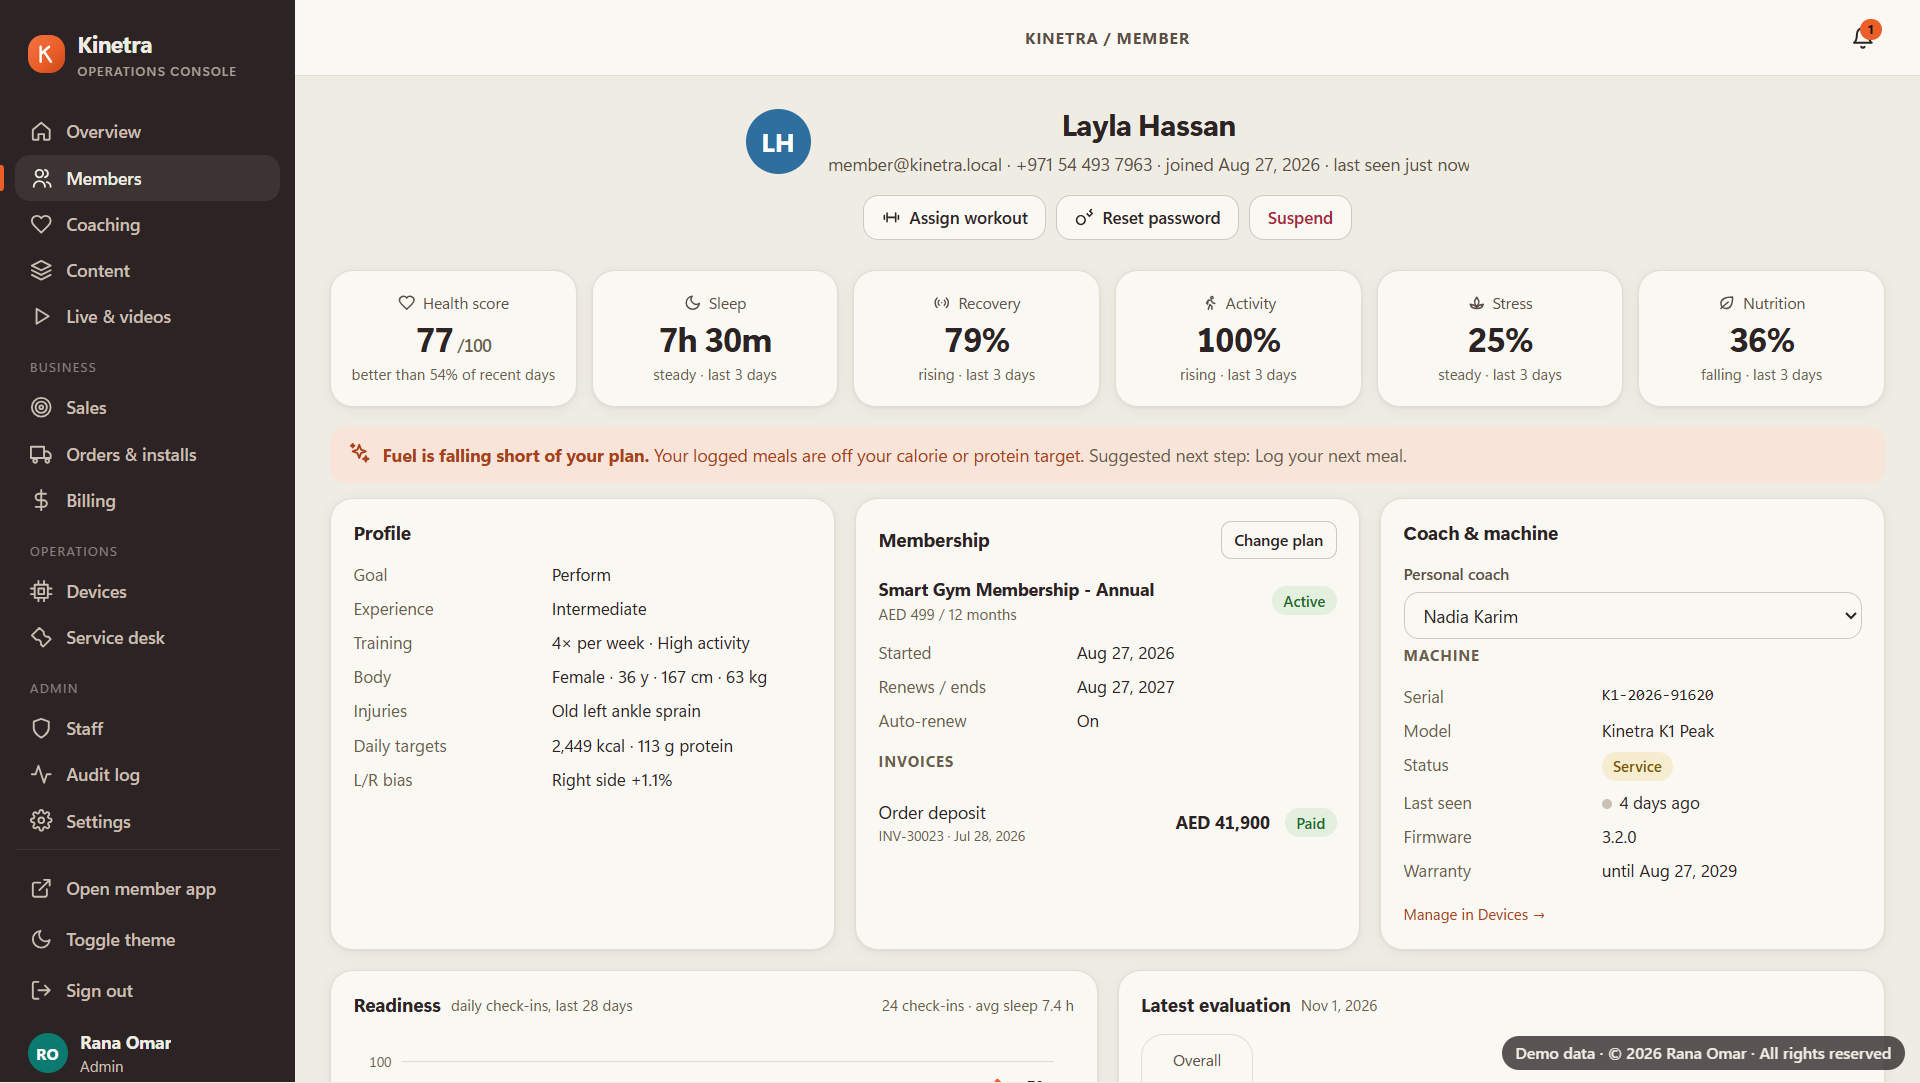 K
Kinetra
OPERATIONS CONSOLE
Overview
Members
Coaching
Content
Live & videos
BUSINESS
Sales
Orders & installs
Billing
OPERATIONS
Devices
Service desk
ADMIN
Staff
Audit log
Settings
Open member app
Toggle theme
Sign out
RO
Rana Omar
Admin
KINETRA / MEMBER
1
LH
Layla Hassan
member@kinetra.local · +971 54 493 7963 · joined Aug 27, 2026 · last seen just now
Assign workout
Reset password
Suspend
Health score
77 /100
better than 54% of recent days
Sleep
7h 30m
steady · last 3 days
Recovery
79%
rising · last 3 days
Activity
100%
rising · last 3 days
Stress
25%
steady · last 3 days
Nutrition
36%
falling · last 3 days
Fuel is falling short of your plan. Your logged meals are off your calorie or protein target. Suggested next step: Log your next meal.
Profile
Goal Perform
Experience Intermediate
Training 4× per week · High activity
Body Female · 36 y · 167 cm · 63 kg
Injuries Old left ankle sprain
Daily targets 2,449 kcal · 113 g protein
L/R bias Right side +1.1%
Membership
Change plan
Smart Gym Membership - Annual
AED 499 / 12 months
Active
Started Aug 27, 2026
Renews / ends Aug 27, 2027
Auto-renew On
INVOICES
Order deposit
INV-30023 · Jul 28, 2026
AED 41,900
Paid
Coach & machine
Personal coach
Nadia Karim
MACHINE
Serial K1-2026-91620
Model Kinetra K1 Peak
Status Service
Last seen 4 days ago
Firmware 3.2.0
Warranty until Aug 27, 2029
Manage in Devices →
Readiness daily check-ins, last 28 days
24 check-ins · avg sleep 7.4 h
100
Latest evaluation Nov 1, 2026
Overall
Demo data · © 2026 Rana Omar · All rights reserved